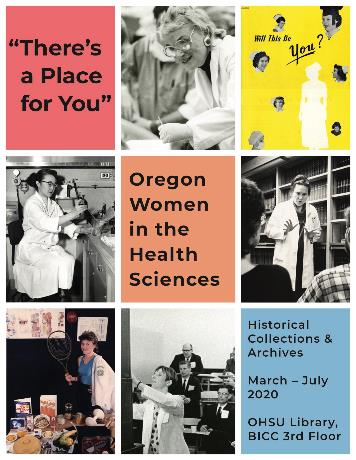 “There’s
a Place
for You”
Will This Be
You?
Oregon
Women
in the
Health
Sciences
Historical
Collections &
Archives
March – July
2020
OHSU Library,
BICC 3rd Floor